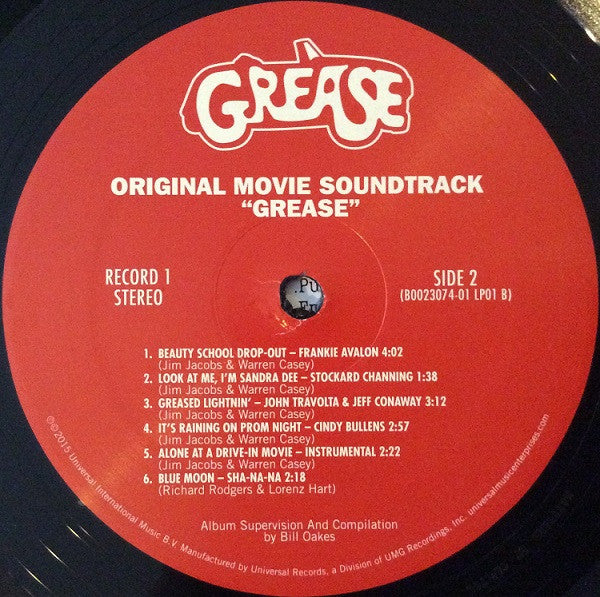 GREASE
ORIGINAL MOVIE SOUNDTRACK
“GREASE”
RECORD 1
STEREO
SIDE 2
(B0023074-01 LP01 B)
1. BEAUTY SCHOOL DROP-OUT – FRANKIE AVALON 4:02
(Jim Jacobs & Warren Casey)
2. LOOK AT ME, I'M SANDRA DEE – STOCKARD CHANNING 1:38
(Jim Jacobs & Warren Casey)
3. GREASED LIGHTNIN' – JOHN TRAVOLTA & JEFF CONAWAY 3:12
(Jim Jacobs & Warren Casey)
4. IT'S RAINING ON PROM NIGHT – CINDY BULLENS 2:57
(Jim Jacobs & Warren Casey)
5. ALONE AT A DRIVE-IN MOVIE – INSTRUMENTAL 2:22
(Jim Jacobs & Warren Casey)
6. BLUE MOON – SHA-NA-NA 2:18
(Richard Rodgers & Lorenz Hart)
Album Supervision And Compilation
by Bill Oakes
℗© 2015 Universal International Music B.V. Manufactured by Universal Records, a Division of UMG Recordings, Inc. universalmusicenterprises.com.